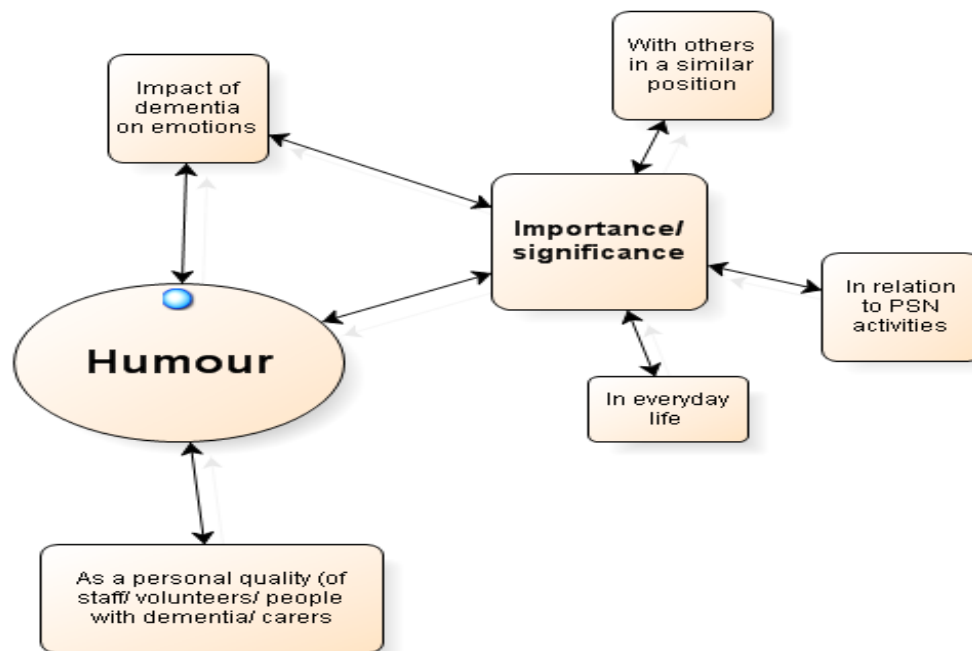 With others
in a similar
position
Impact of
dementia
on emotions
Importance/
significance
In relation
to PSN
activities
Humour
In everyday
life
As a personal quality (of
staff/ volunteers/ people
with dementia/ carers